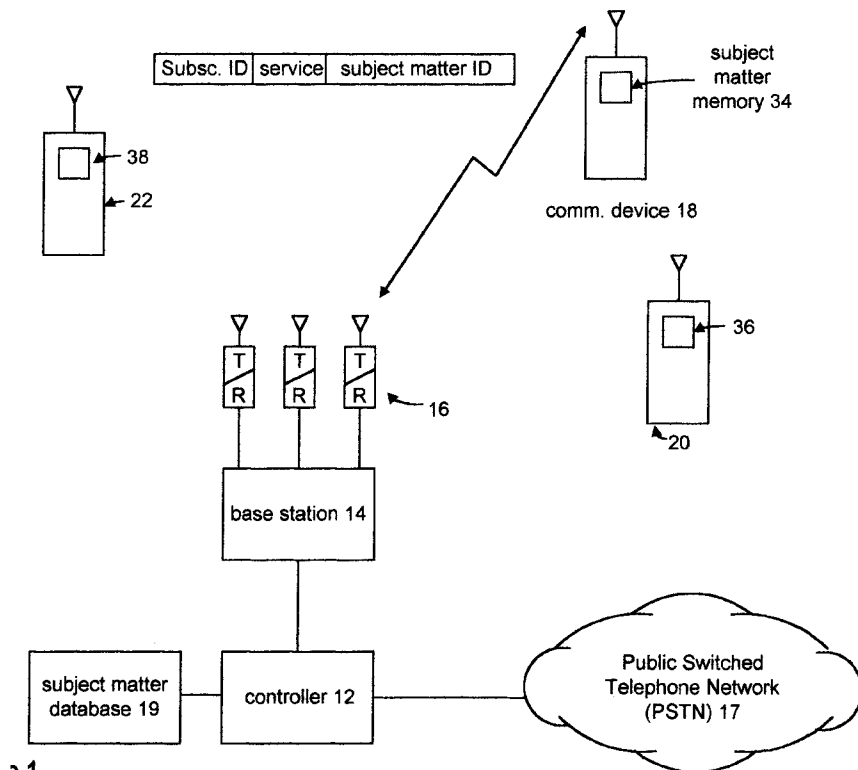 Subsc. ID service subject matter ID
subject
matter
memory 34
38
22
comm. device 18
36
20
T
R
T
R
T
R
16
base station 14
subject matter
database 19
controller 12
Public Switched
Telephone Network
(PSTN) 17
1